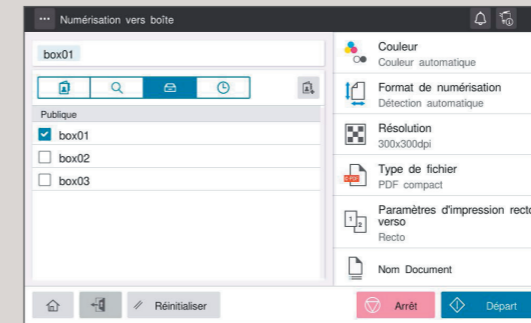 Numérisation vers boîte
box01
Publique
box01
box02
box03
Couleur
Couleur automatique
Format de numérisation
Détection automatique
Résolution
300x300dpi
Type de fichier
PDF compact
Paramètres d'impression recto
verso
Recto
Nom Document
Réinitialiser
Arrêt
Départ